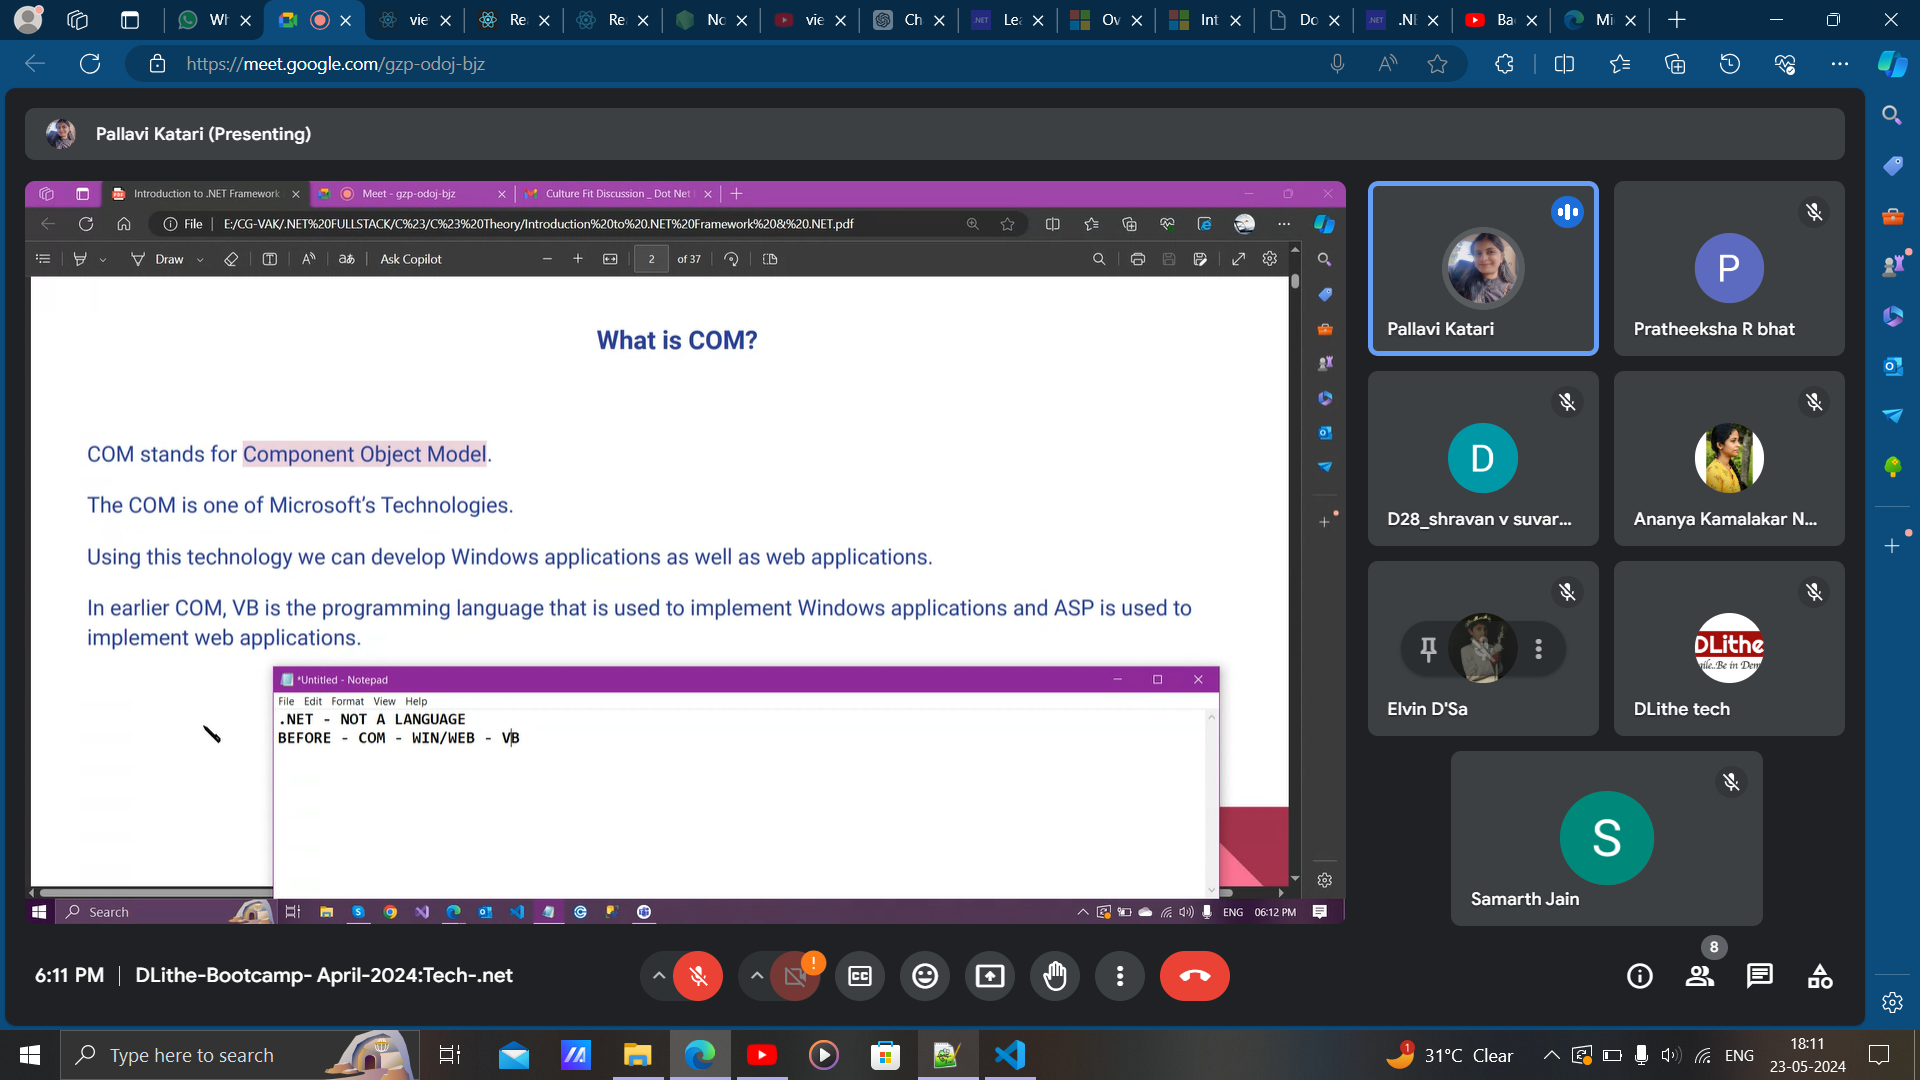 Wh
vie
Rea
Rea
No
vie
Ch
Lea
Ov
Int
Do
.NE
Ba
Mi
https://meet.google.com/gzp-odoj-bjz
Pallavi Katari (Presenting)
Introduction to .NET Framework
Meet - gzp-odoj-bjz
Culture Fit Discussion _ Dot Net
File
E:/CG-VAK/.NET%20FULLSTACK/C%23/C%23%20Theory/Introduction%20to%20.NET%20Framework%20&%20.NET.pdf
Draw
Ask Copilot
2 of 37
What is COM?
COM stands for Component Object Model.
The COM is one of Microsoft's Technologies.
Using this technology we can develop Windows applications as well as web applications.
In earlier COM, VB is the programming language that is used to implement Windows applications and ASP is used to
implement web applications.
*Untitled - Notepad
File Edit Format View Help
.NET - NOT A LANGUAGE
BEFORE - COM - WIN/WEB - VB
Search
ENG 06:12 PM
Pallavi Katari
P
Pratheeksha R bhat
D
D28_shravan v suvar...
Ananya Kamalakar N...
Elvin D'Sa
DLithe
DLithe tech
S
Samarth Jain
6:11 PM | DLithe-Bootcamp- April-2024:Tech-.net
8
Type here to search
1
31°C Clear
ENG
18:11
23-05-2024